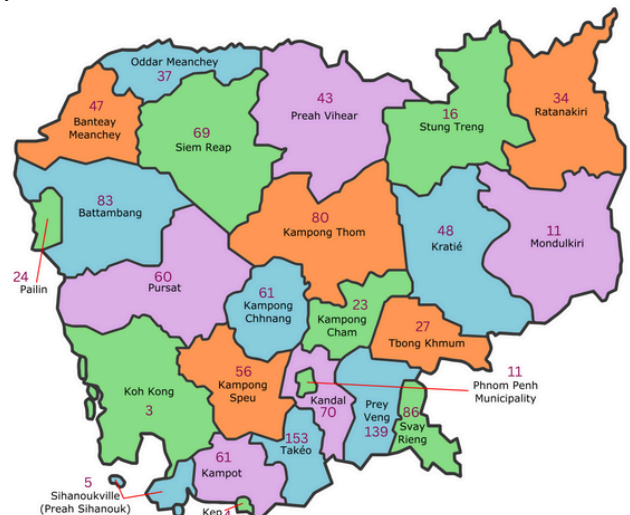 Oddar Meanchey
37
47
Banteay
Meanchey
69
Siem Reap
43
Preah Vihear
16
Stung Treng
34
Ratanakiri
83
Battambang
80
Kampong Thom
48
Kratié
11
Mondulkiri
24
Pailin
60
Pursat
61
Kampong
Chhnang
23
Kampong
Cham
27
Tbong Khmum
56
Kampong
Speu
Koh Kong
3
Kandal
70
11
Phnom Penh
Municipality
Prey
Veng
139
86
Svay
Rieng
153
Takéo
61
Kampot
5
Sihanoukville
(Preah Sihanouk)
Kep